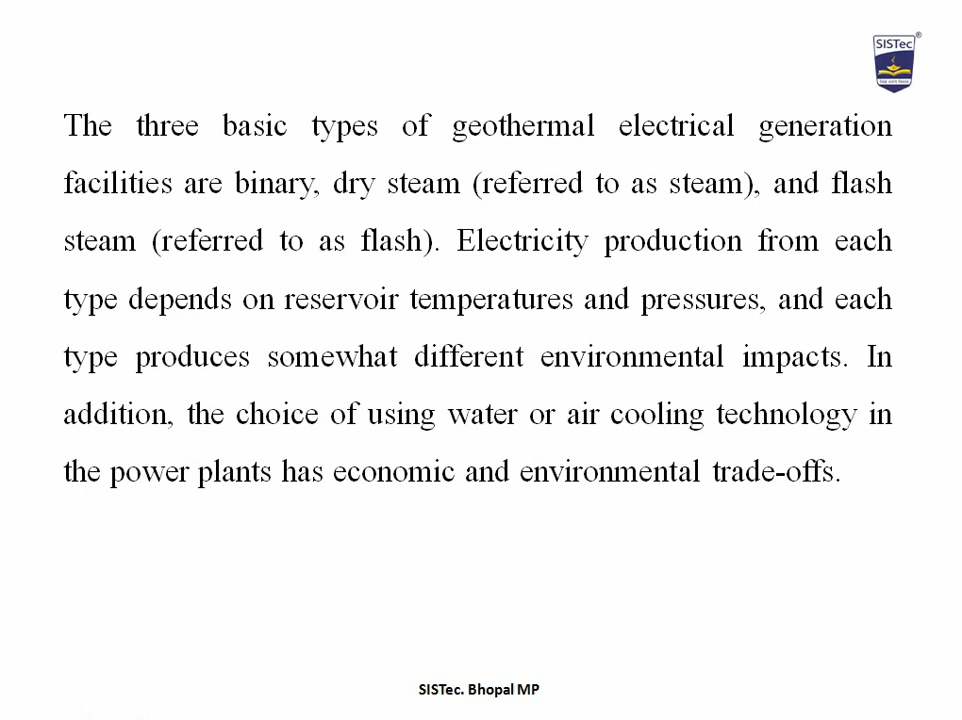 SISTec®
The three basic types of geothermal electrical generation
facilities are binary, dry steam (referred to as steam), and flash
steam (referred to as flash). Electricity production from each
type depends on reservoir temperatures and pressures, and each
type produces somewhat different environmental impacts. In
addition, the choice of using water or air cooling technology in
the power plants has economic and environmental trade-offs.
SISTec. Bhopal MP